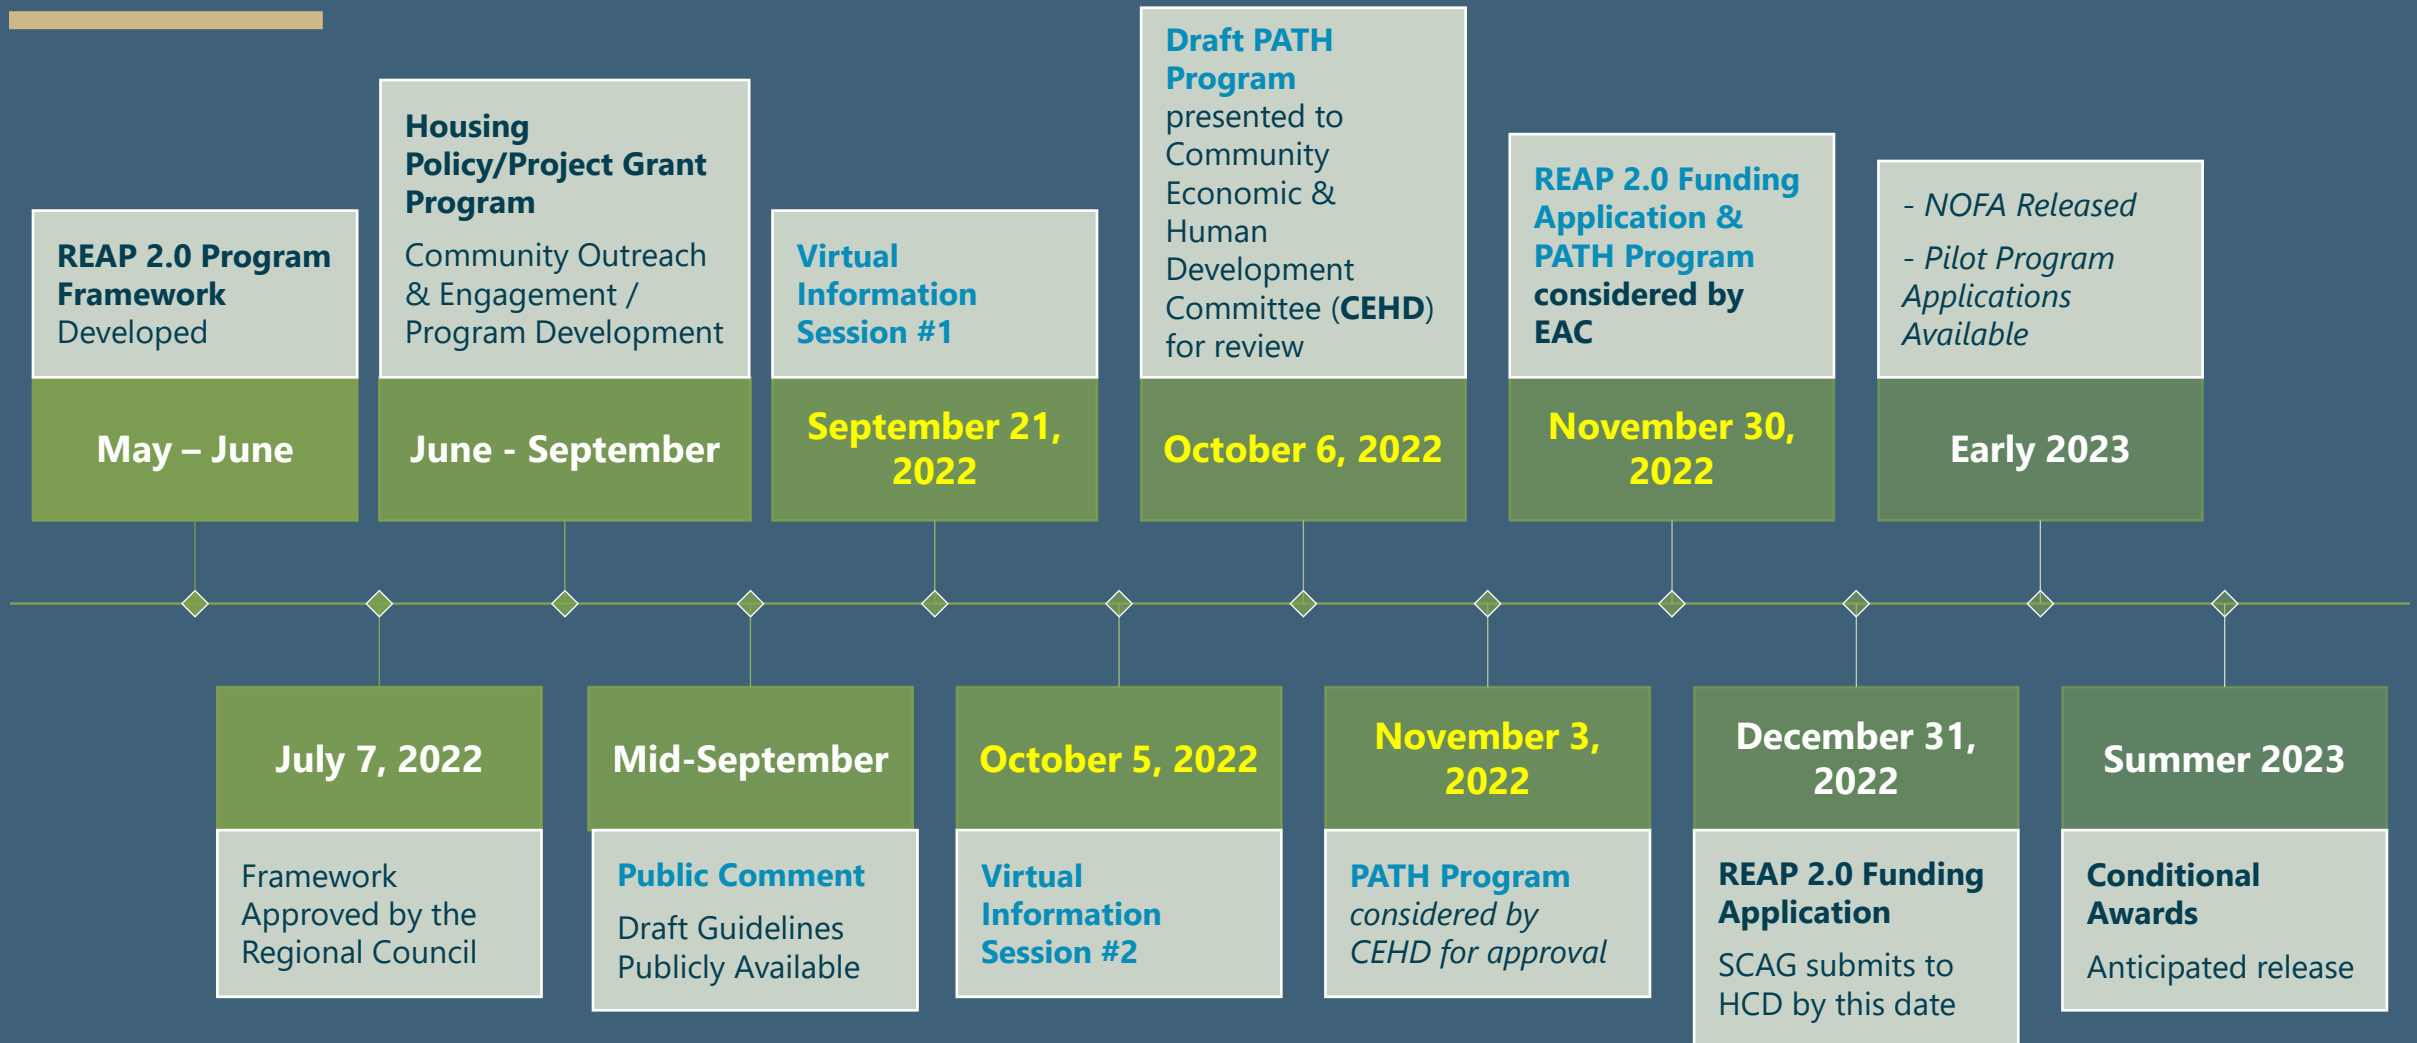 REAP 2.0 Program
Framework
Developed
May – June
Housing
Policy/Project Grant
Program
Community Outreach
& Engagement /
Program Development
June - September
Virtual
Information
Session #1
September 21,
2022
Draft PATH
Program
presented to
Community
Economic &
Human
Development
Committee (CEHD)
for review
October 6, 2022
REAP 2.0 Funding
Application &
PATH Program
considered by
EAC
November 30,
2022
- NOFA Released
- Pilot Program
Applications
Available
Early 2023
July 7, 2022
Framework
Approved by the
Regional Council
Mid-September
Public Comment
Draft Guidelines
Publicly Available
October 5, 2022
Virtual
Information
Session #2
November 3,
2022
PATH Program
considered by
CEHD for approval
December 31,
2022
REAP 2.0 Funding
Application
SCAG submits to
HCD by this date
Summer 2023
Conditional
Awards
Anticipated release